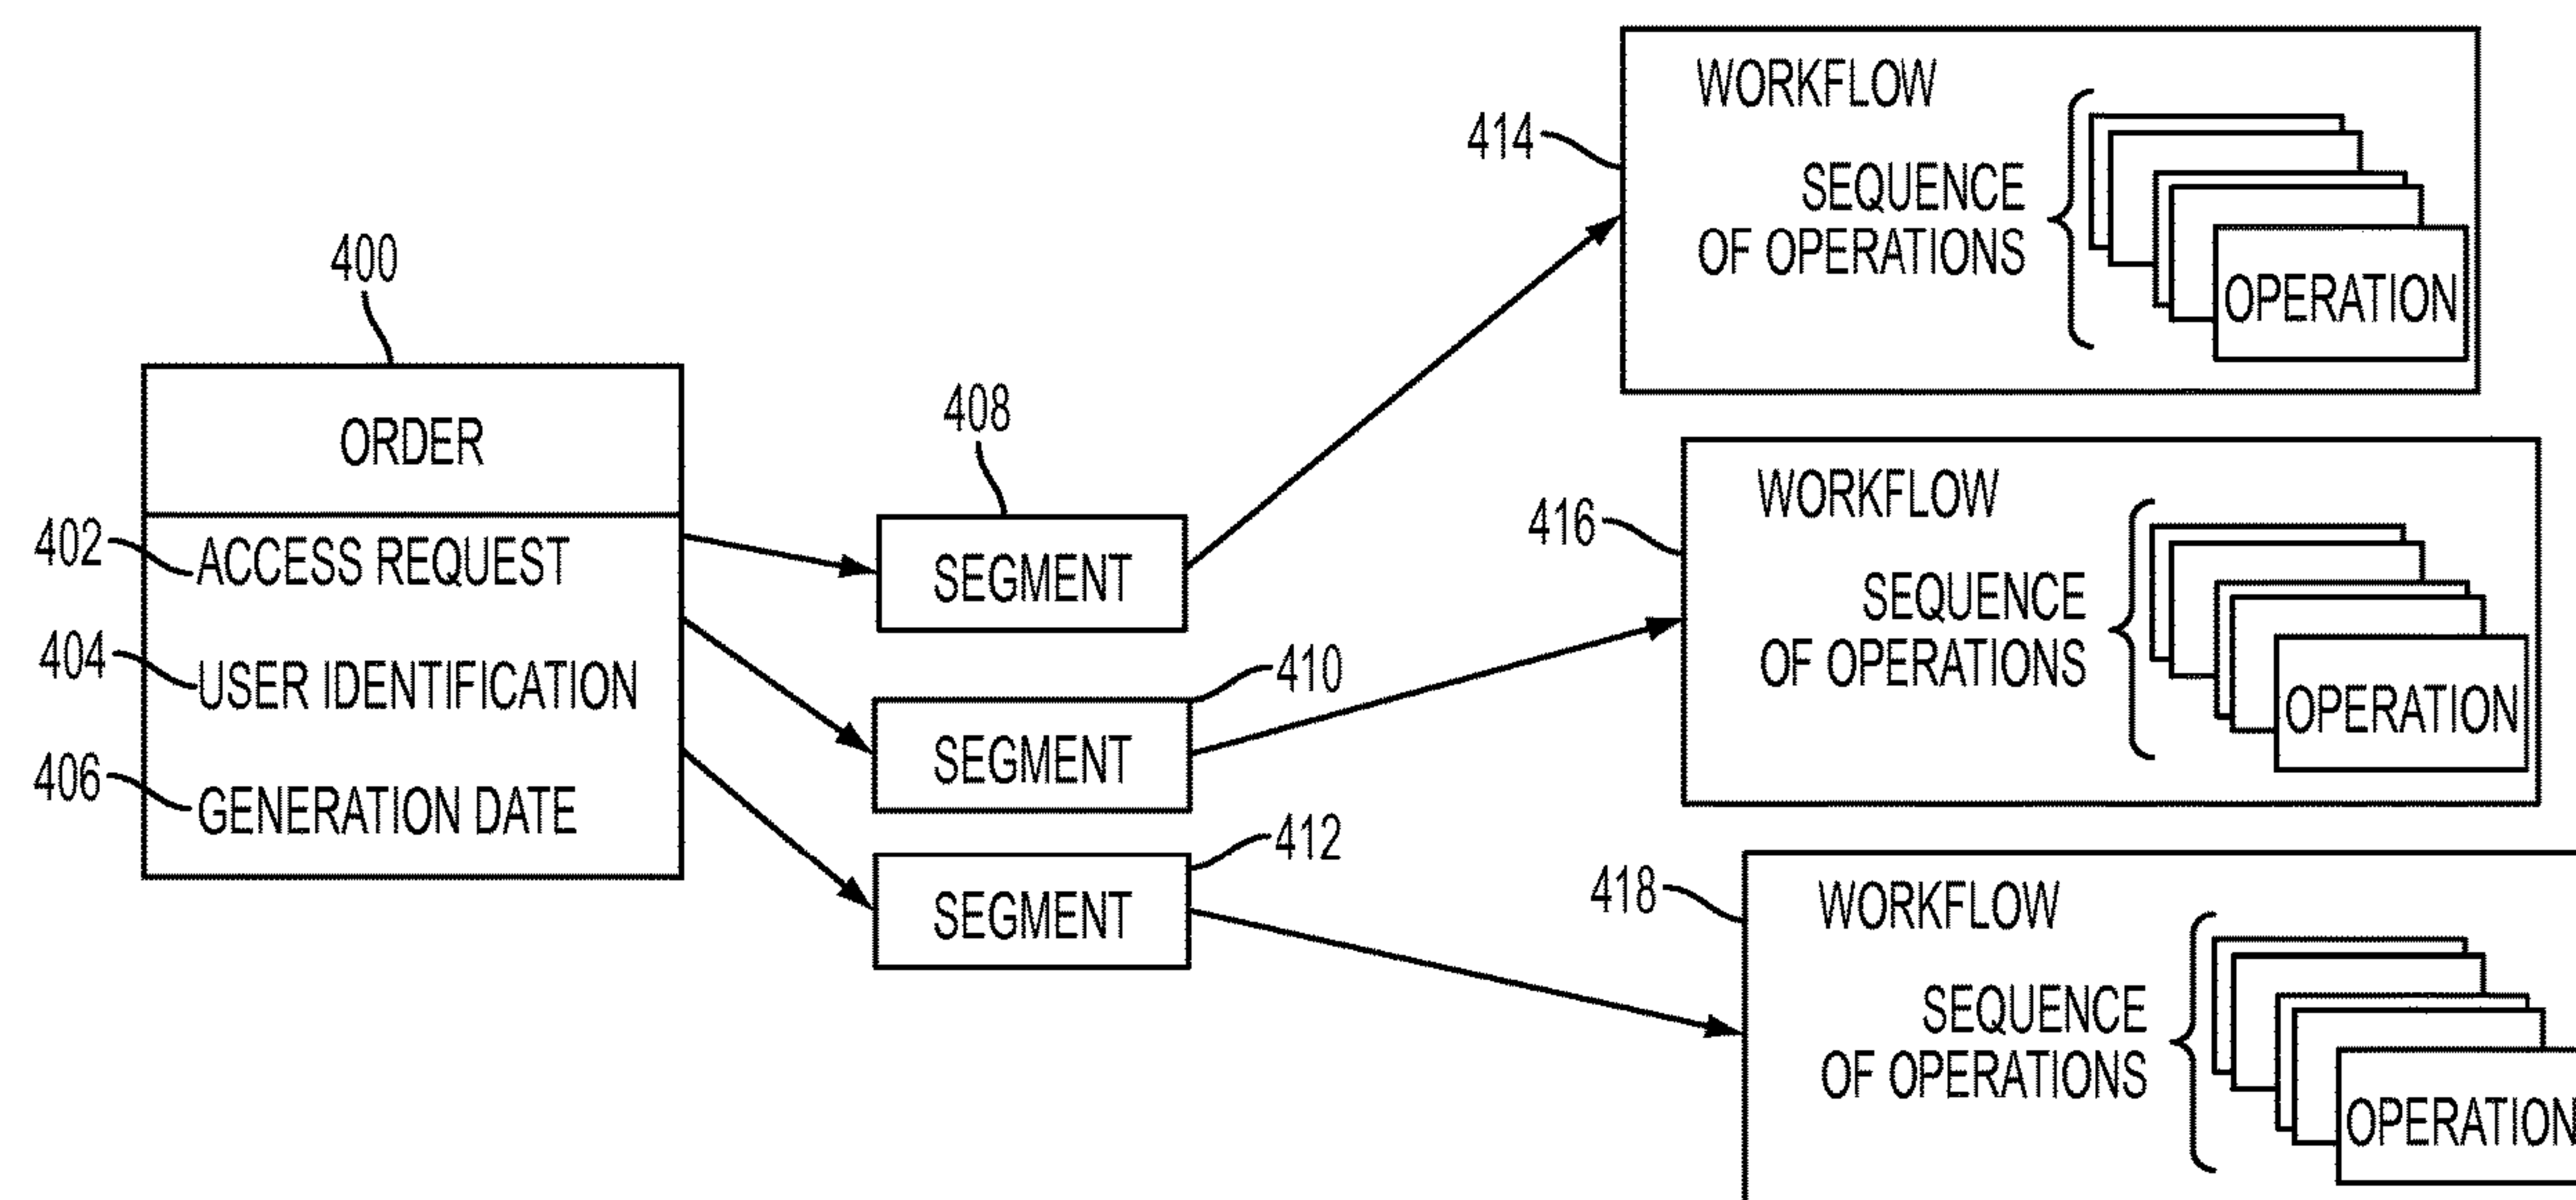 400
ORDER
402
ACCESS REQUEST
404
USER IDENTIFICATION
406
GENERATION DATE
408
SEGMENT
410
SEGMENT
412
SEGMENT
414
WORKFLOW
SEQUENCE
OF OPERATIONS
OPERATION
416
WORKFLOW
SEQUENCE
OF OPERATIONS
OPERATION
418
WORKFLOW
SEQUENCE
OF OPERATIONS
OPERATION